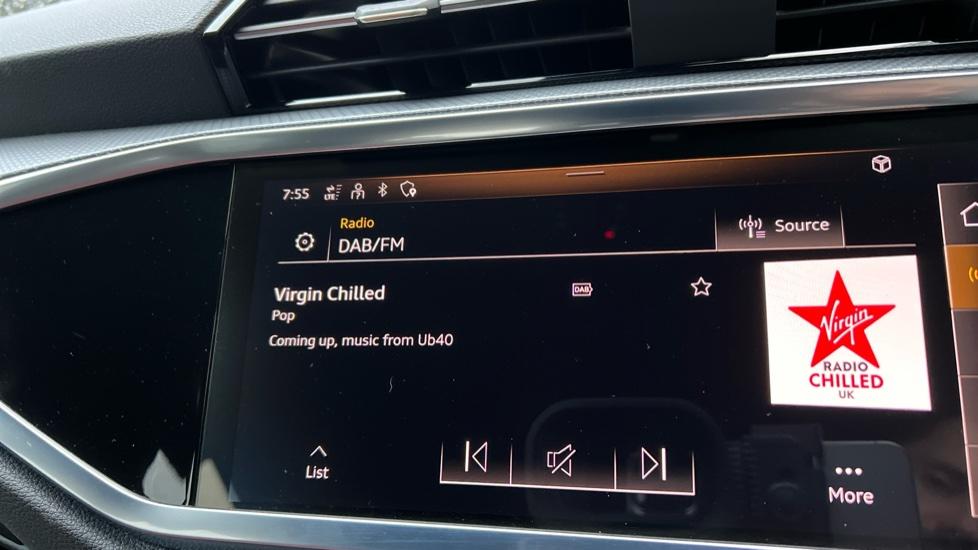 7:55
LTE
Radio
DAB/FM
Source
Virgin Chilled
DAB
Pop
Coming up, music from Ub40
Virgin
RADIO
CHILLED
UK
List
More